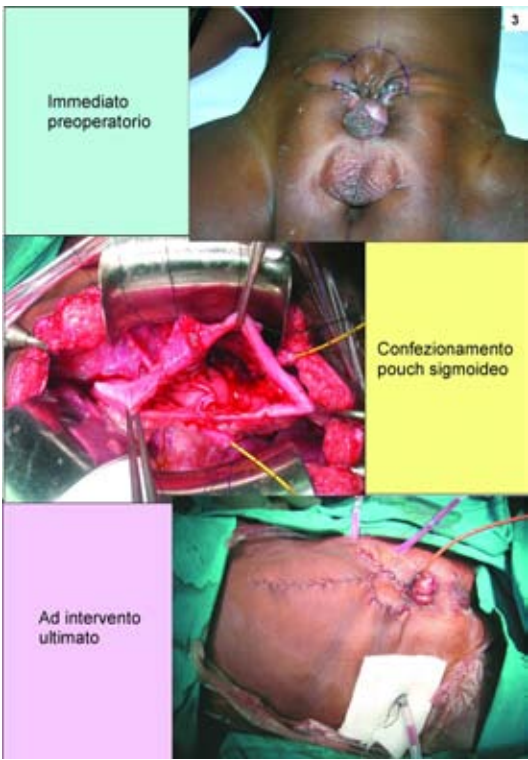 3
Immediato
preoperatorio
Confezionamento
pouch sigmoideo
Ad intervento
ultimato